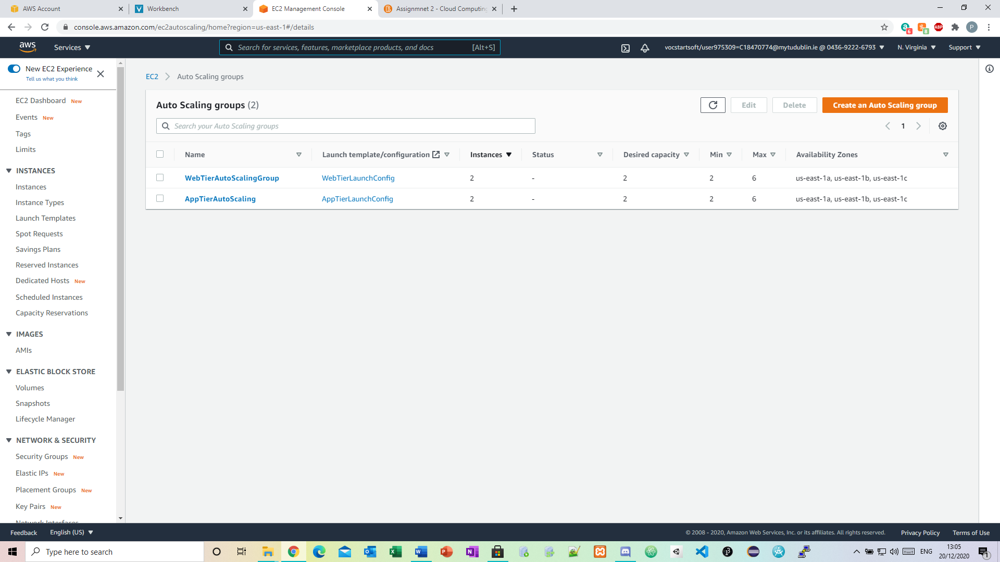 AWS Account
Workbench
EC2 Management Console
Assignmnet 2 - Cloud Computing
console.aws.amazon.com/ec2autoscaling/home?region=us-east-1#/details
6
8
ABP
P
aws
Services
Search for services, features, marketplace products, and docs
[Alt+S]
vocstartsoft/user975309=C18470774@mytudublin.ie @ 0436-9222-6793
N. Virginia
Support
New EC2 Experience
Tell us what you think
EC2 Dashboard New
Events New
Tags
Limits
INSTANCES
Instances
Instance Types
Launch Templates
Spot Requests
Savings Plans
Reserved Instances
Dedicated Hosts New
Scheduled Instances
Capacity Reservations
IMAGES
AMIs
ELASTIC BLOCK STORE
Volumes
Snapshots
Lifecycle Manager
NETWORK & SECURITY
Security Groups New
Elastic IPs New
Placement Groups New
Key Pairs New
Network Interfaces
EC2 > Auto Scaling groups
Auto Scaling groups (2)
Edit
Delete
Create an Auto Scaling group
Search your Auto Scaling groups
1
Name Launch template/configuration Instances Status Desired capacity Min Max Availability Zones
WebTierAutoScalingGroup WebTierLaunchConfig 2 - 2 2 6 us-east-1a, us-east-1b, us-east-1c
AppTierAutoScaling AppTierLaunchConfig 2 - 2 2 6 us-east-1a, us-east-1b, us-east-1c
Feedback
English (US)
© 2008 - 2020, Amazon Web Services, Inc. or its affiliates. All rights reserved.
Privacy Policy
Terms of Use
Type here to search
ENG
13:05
20/12/2020
1